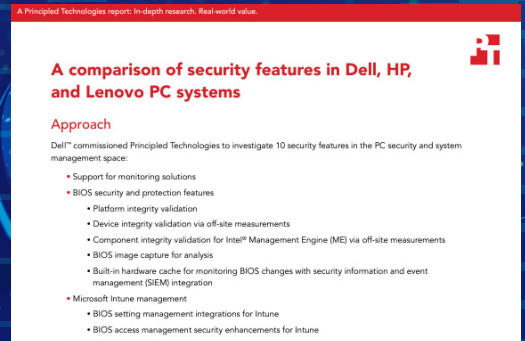 A Principled Technologies report: In-depth research. Real-world value.
PT
A comparison of security features in Dell, HP,
and Lenovo PC systems
Approach
Dell™ commissioned Principled Technologies to investigate 10 security features in the PC security and system
management space:
• Support for monitoring solutions
• BIOS security and protection features
• Platform integrity validation
• Device integrity validation via off-site measurements
• Component integrity validation for Intel® Management Engine (ME) via off-site measurements
• BIOS image capture for analysis
• Built-in hardware cache for monitoring BIOS changes with security information and event
management (SIEM) integration
• Microsoft Intune management
• BIOS setting management integrations for Intune
• BIOS access management security enhancements for Intune